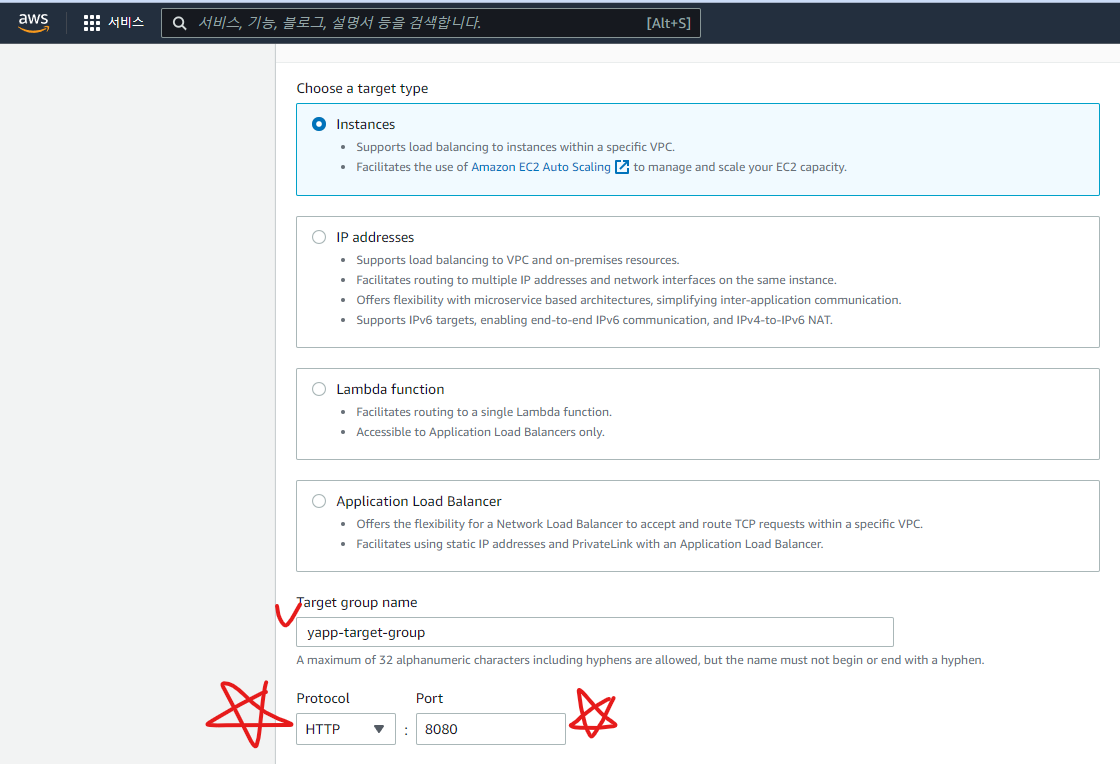 aws 서비스 서비스, 기능, 블로그, 설명서 등을 검색합니다. [Alt+S]
Choose a target type
Instances
• Supports load balancing to instances within a specific VPC.
• Facilitates the use of Amazon EC2 Auto Scaling to manage and scale your EC2 capacity.
IP addresses
• Supports load balancing to VPC and on-premises resources.
• Facilitates routing to multiple IP addresses and network interfaces on the same instance.
• Offers flexibility with microservice based architectures, simplifying inter-application communication.
• Supports IPv6 targets, enabling end-to-end IPv6 communication, and IPv4-to-IPv6 NAT.
Lambda function
• Facilitates routing to a single Lambda function.
• Accessible to Application Load Balancers only.
Application Load Balancer
• Offers the flexibility for a Network Load Balancer to accept and route TCP requests within a specific VPC.
• Facilitates using static IP addresses and PrivateLink with an Application Load Balancer.
Target group name
yapp-target-group
A maximum of 32 alphanumeric characters including hyphens are allowed, but the name must not begin or end with a hyphen.
Protocol Port
HTTP : 8080